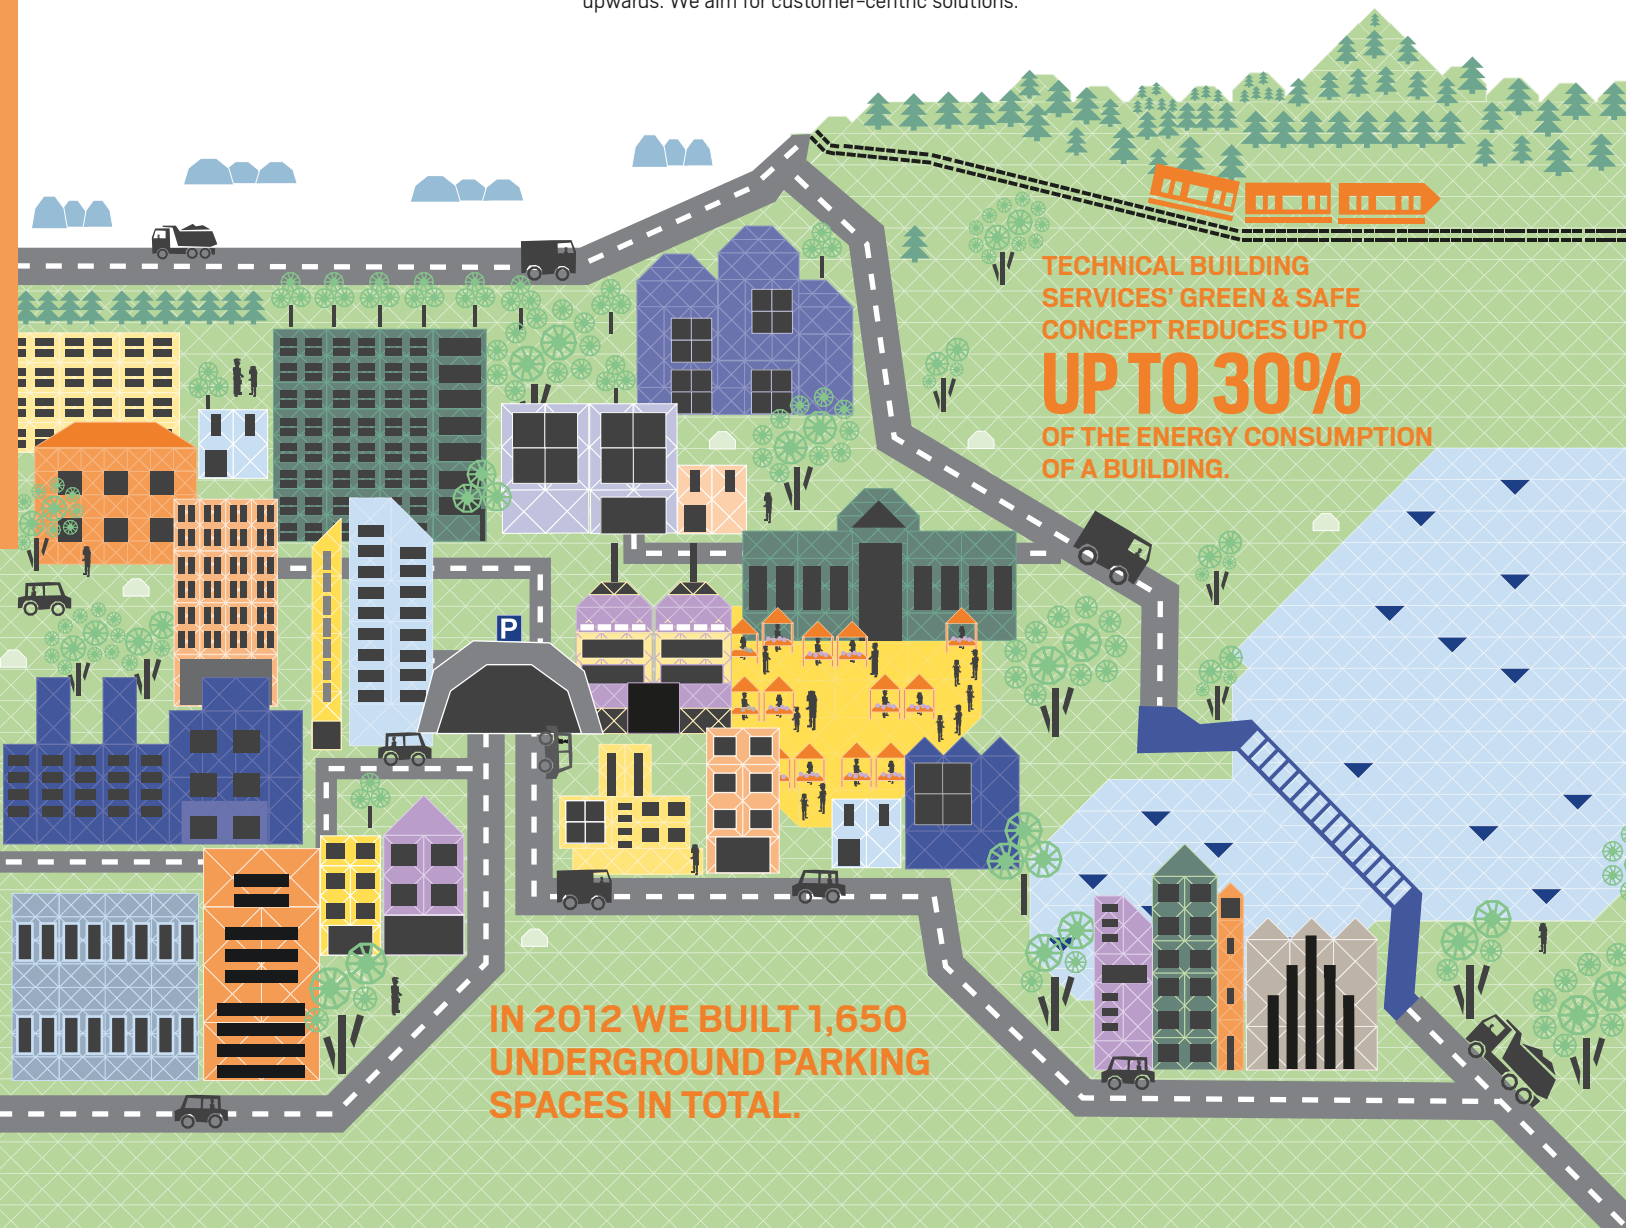 upwards. We aim for customer-centric solutions.
TECHNICAL BUILDING
SERVICES' GREEN & SAFE
CONCEPT REDUCES UP TO
UP TO 30%
OF THE ENERGY CONSUMPTION
OF A BUILDING.
P
IN 2012 WE BUILT 1,650
UNDERGROUND PARKING
SPACES IN TOTAL.